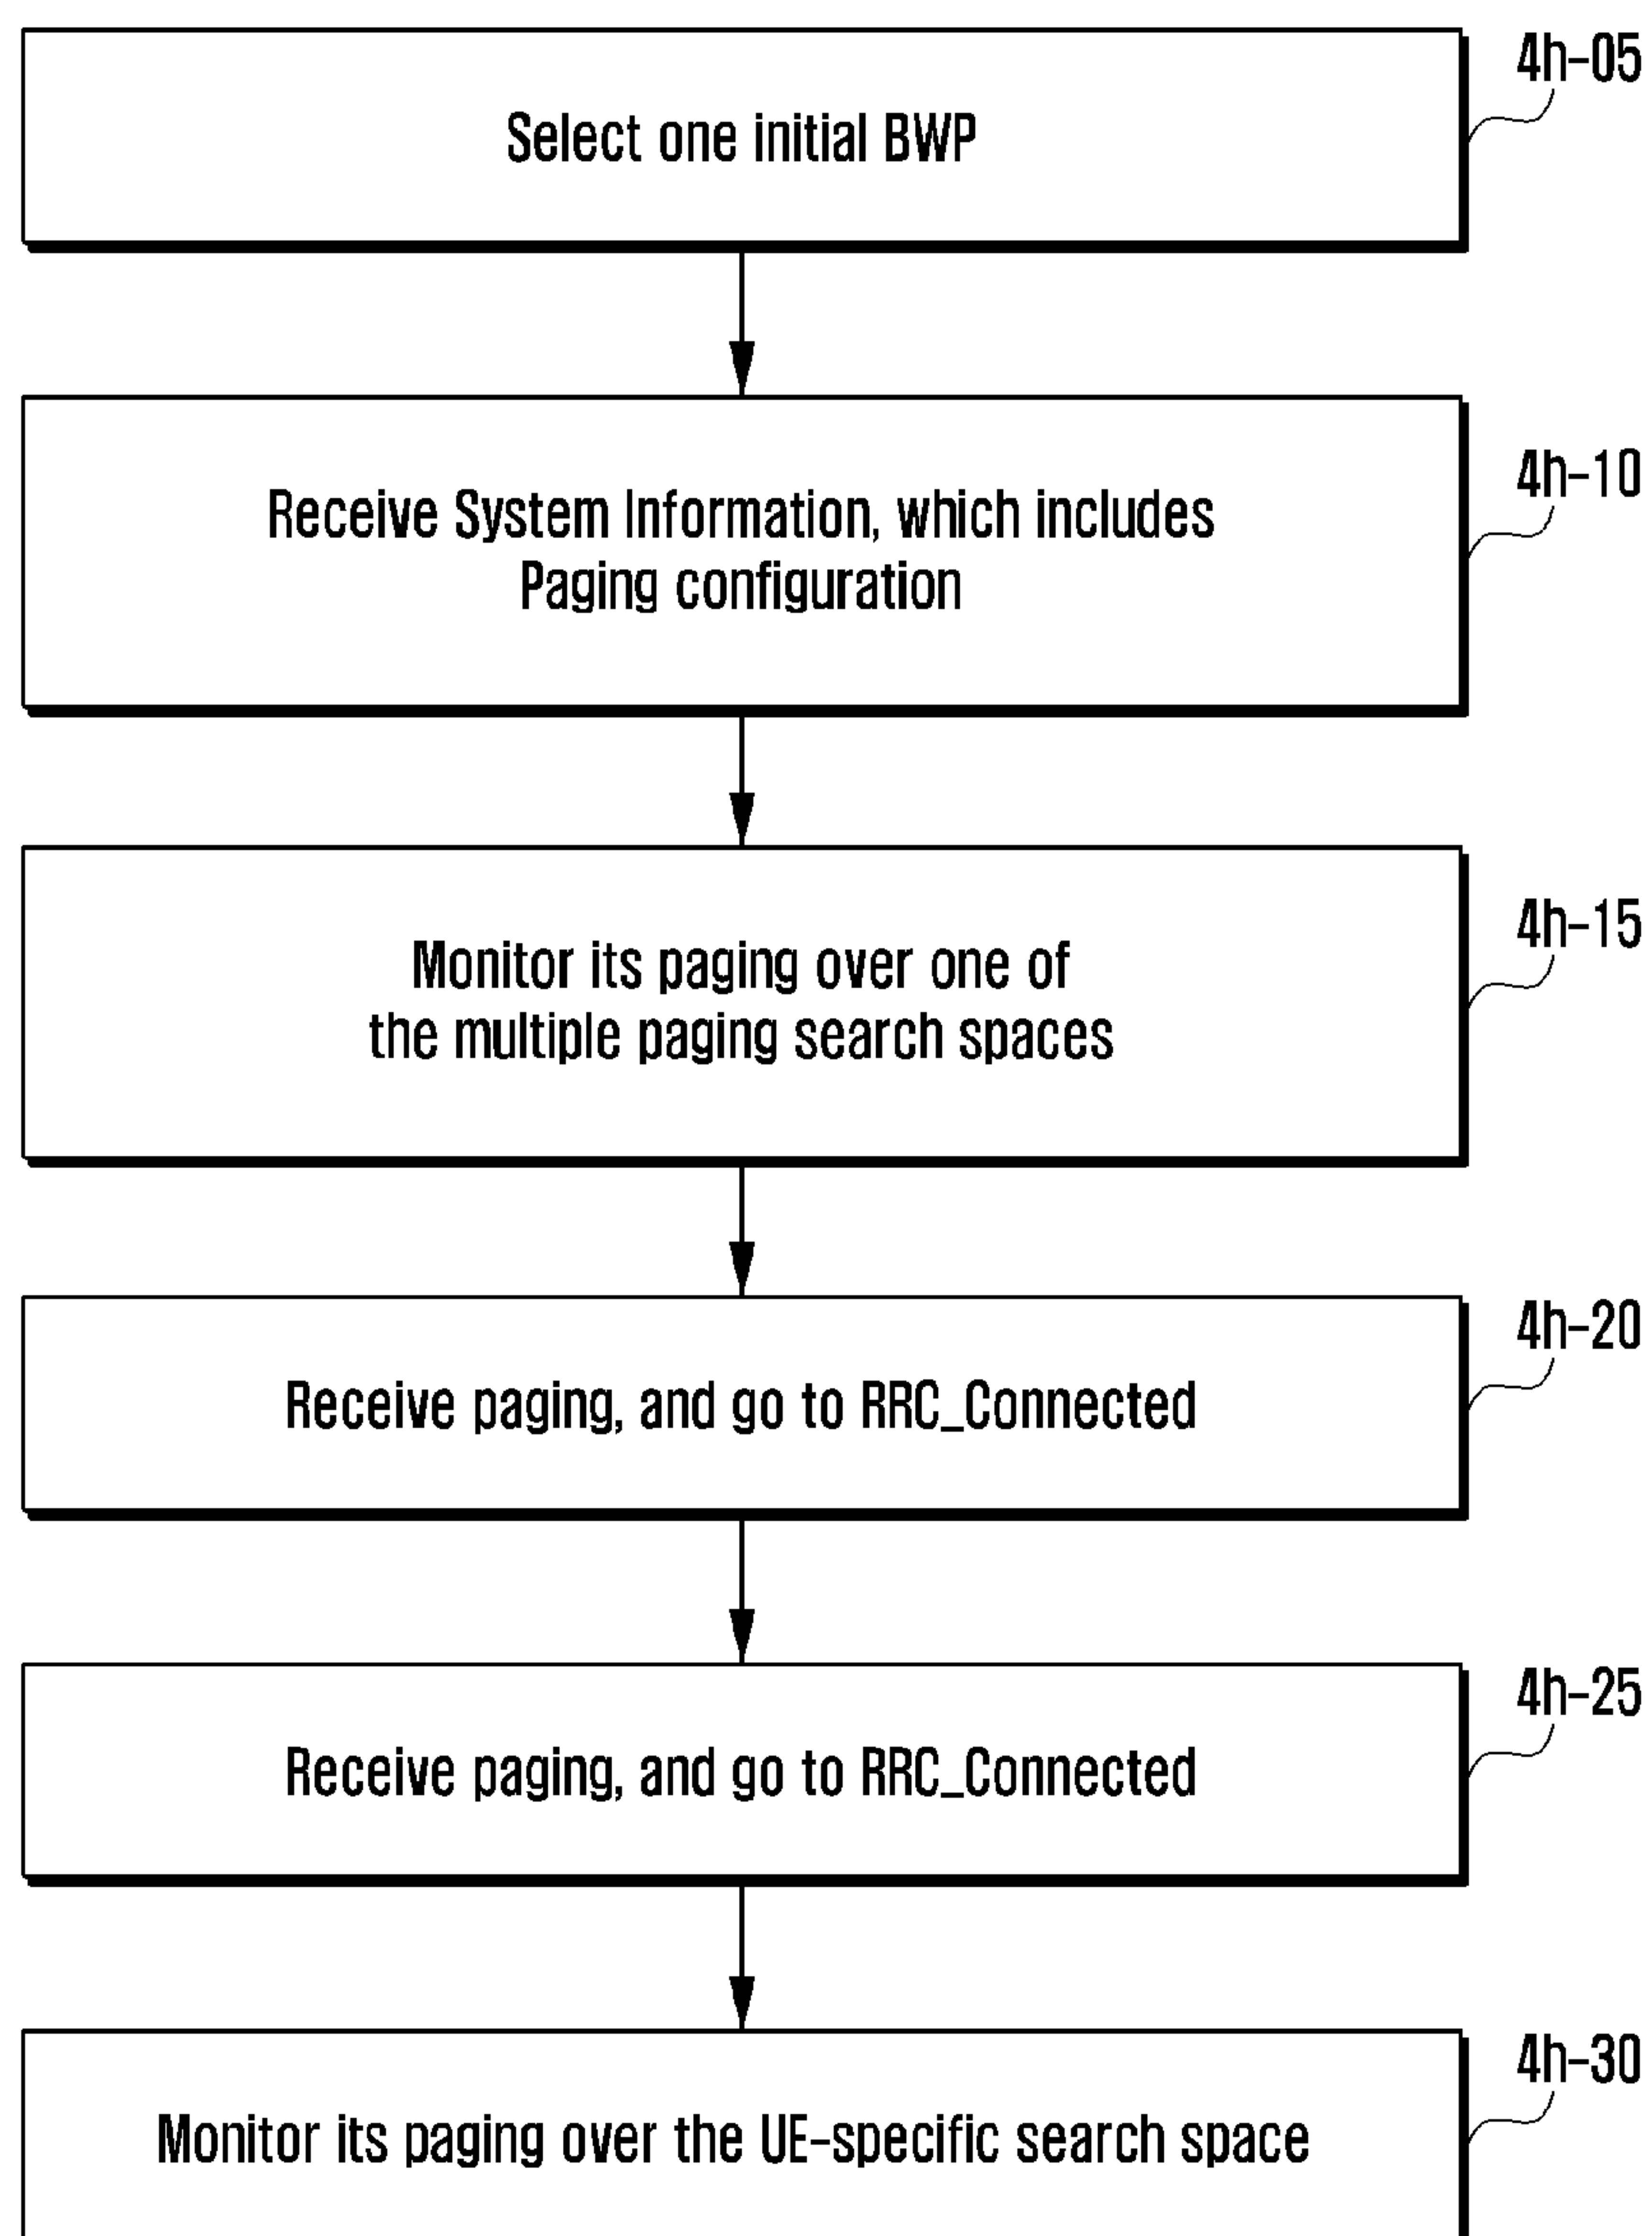 Select one initial BWP
4h-05
Receive System Information, which includes
Paging configuration
4h-10
Monitor its paging over one of
the multiple paging search spaces
4h-15
Receive paging, and go to RRC_Connected
4h-20
Receive paging, and go to RRC_Connected
4h-25
Monitor its paging over the UE-specific search space
4h-30